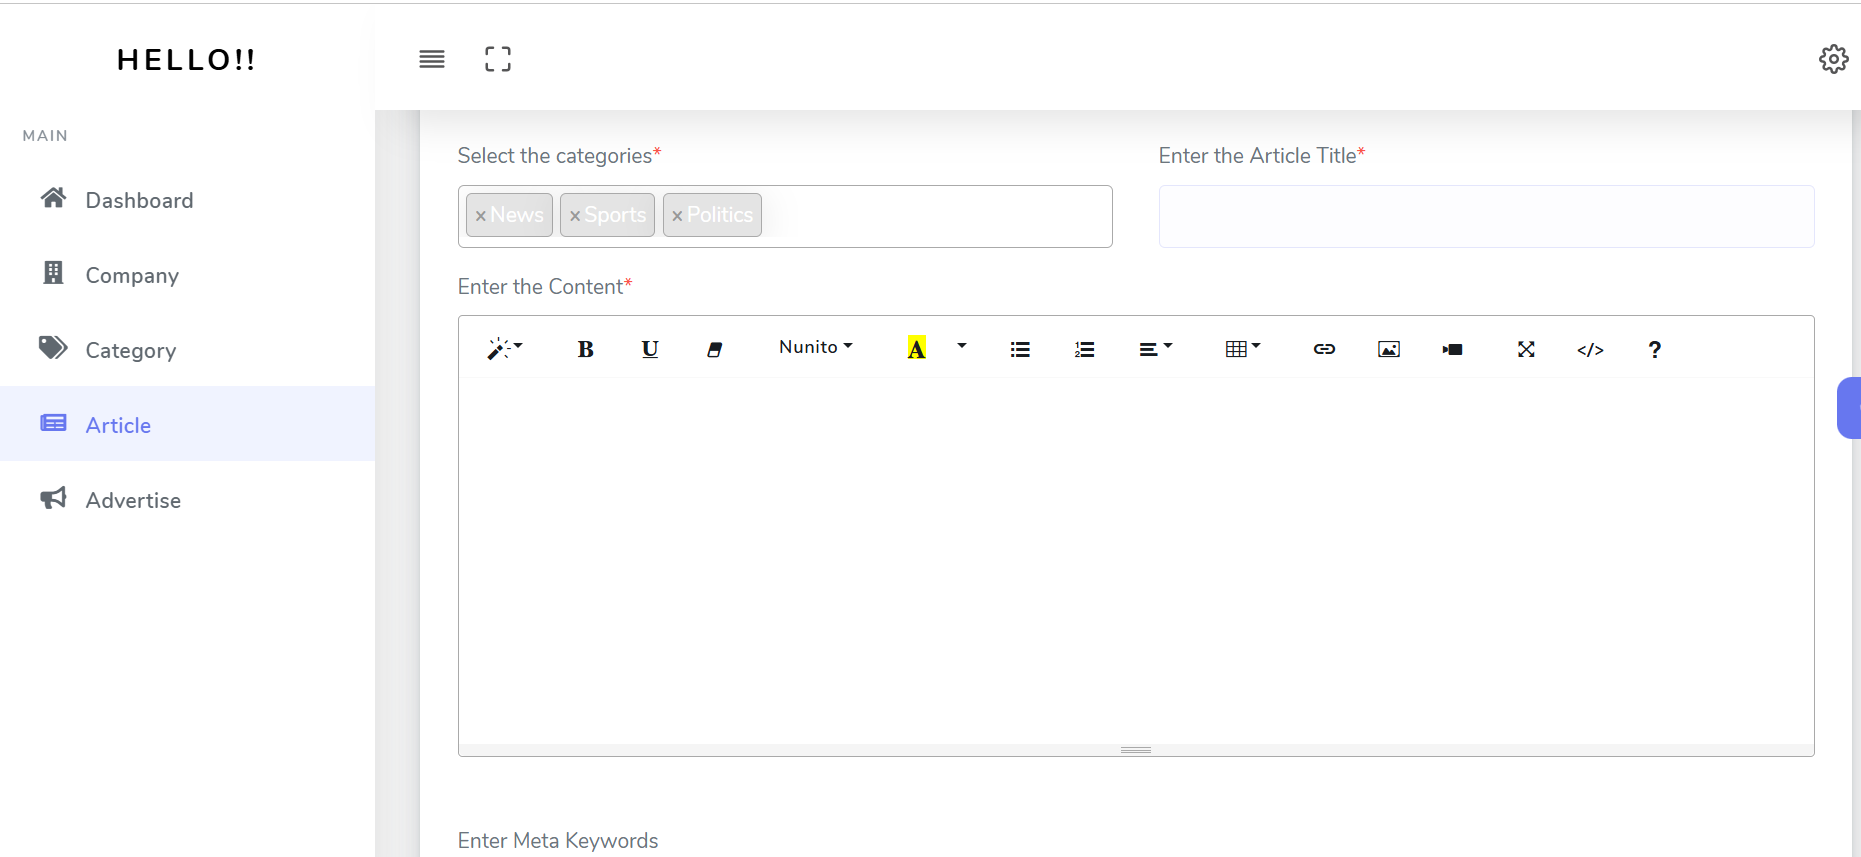 HELLO!!
MAIN
Dashboard
Company
Category
Article
Advertise
Select the categories*
× News × Sports × Politics
Enter the Article Title*
Enter the Content*
B U Nunito A </> ?
Enter Meta Keywords